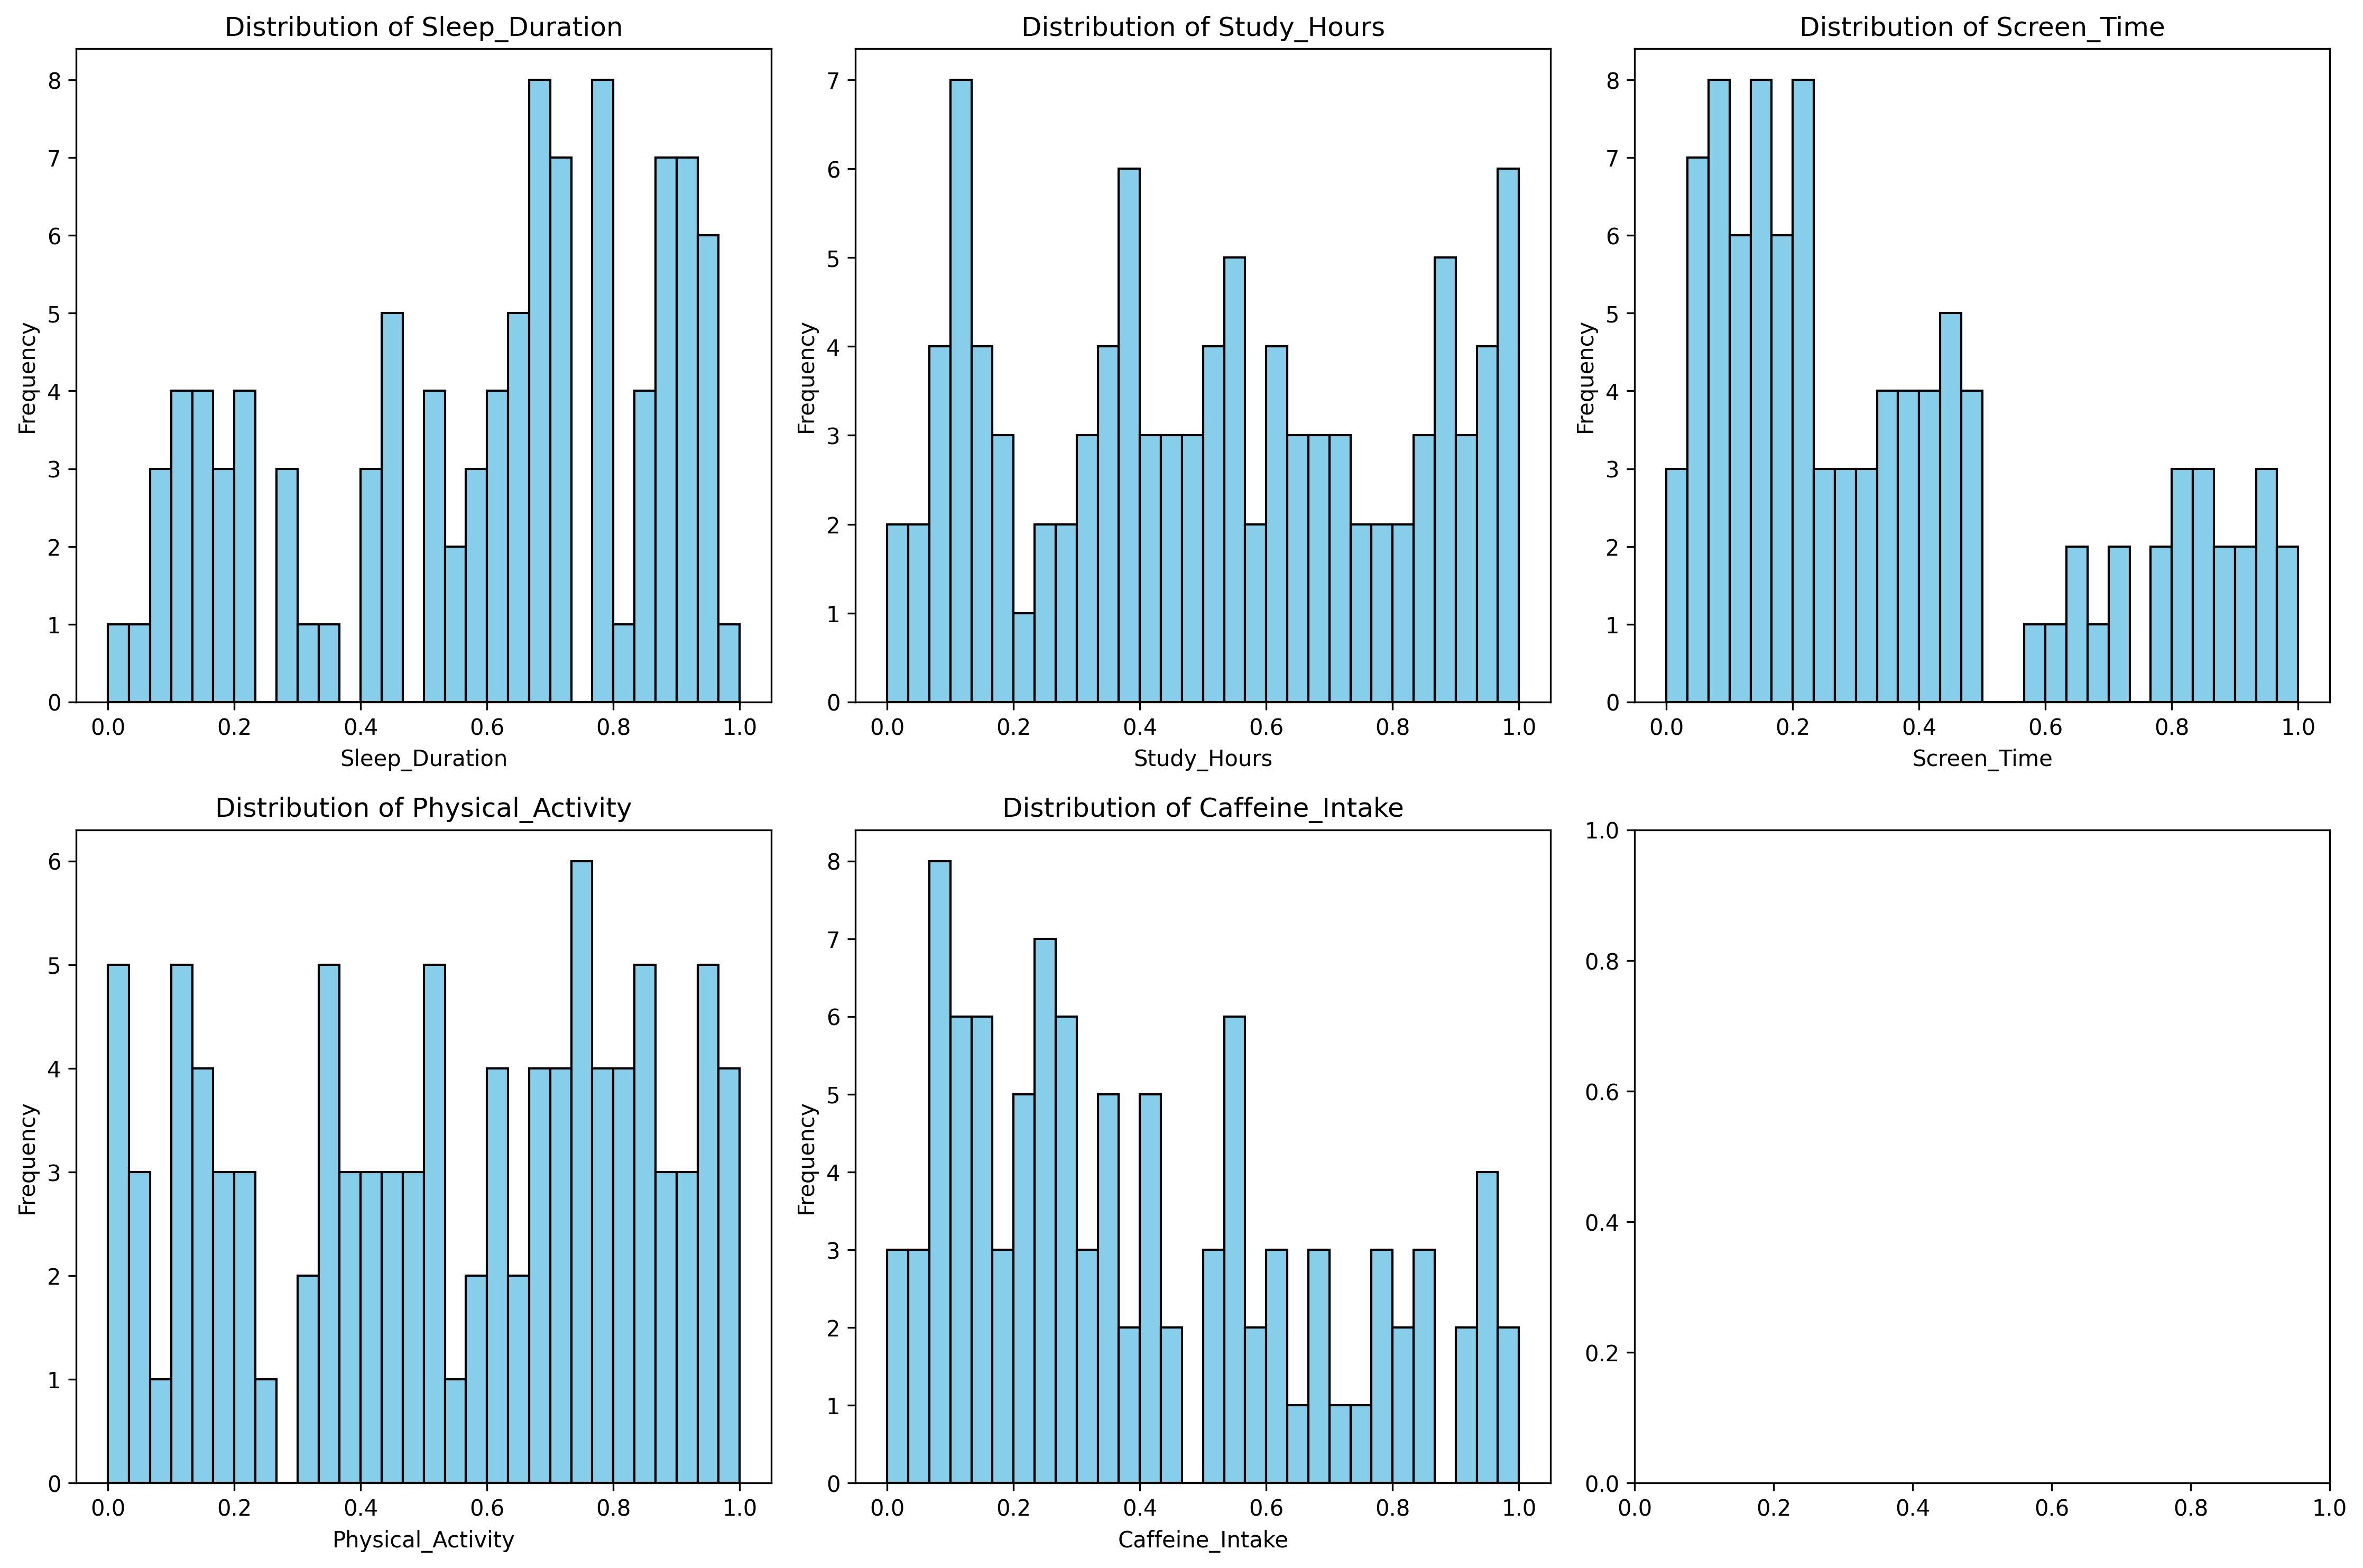 Distribution of Sleep_Duration
8
7
6
5
4
3
2
1
0
Frequency
0.0 0.2 0.4 0.6 0.8 1.0
Sleep_Duration
Distribution of Study_Hours
7
6
5
4
3
2
1
0
Frequency
0.0 0.2 0.4 0.6 0.8 1.0
Study_Hours
Distribution of Screen_Time
8
7
6
5
4
3
2
1
0
Frequency
0.0 0.2 0.4 0.6 0.8 1.0
Screen_Time
Distribution of Physical_Activity
6
5
4
3
2
1
0
Frequency
0.0 0.2 0.4 0.6 0.8 1.0
Physical_Activity
Distribution of Caffeine_Intake
8
7
6
5
4
3
2
1
0
Frequency
0.0 0.2 0.4 0.6 0.8 1.0
Caffeine_Intake
1.0
0.8
0.6
0.4
0.2
0.0
0.0 0.2 0.4 0.6 0.8 1.0